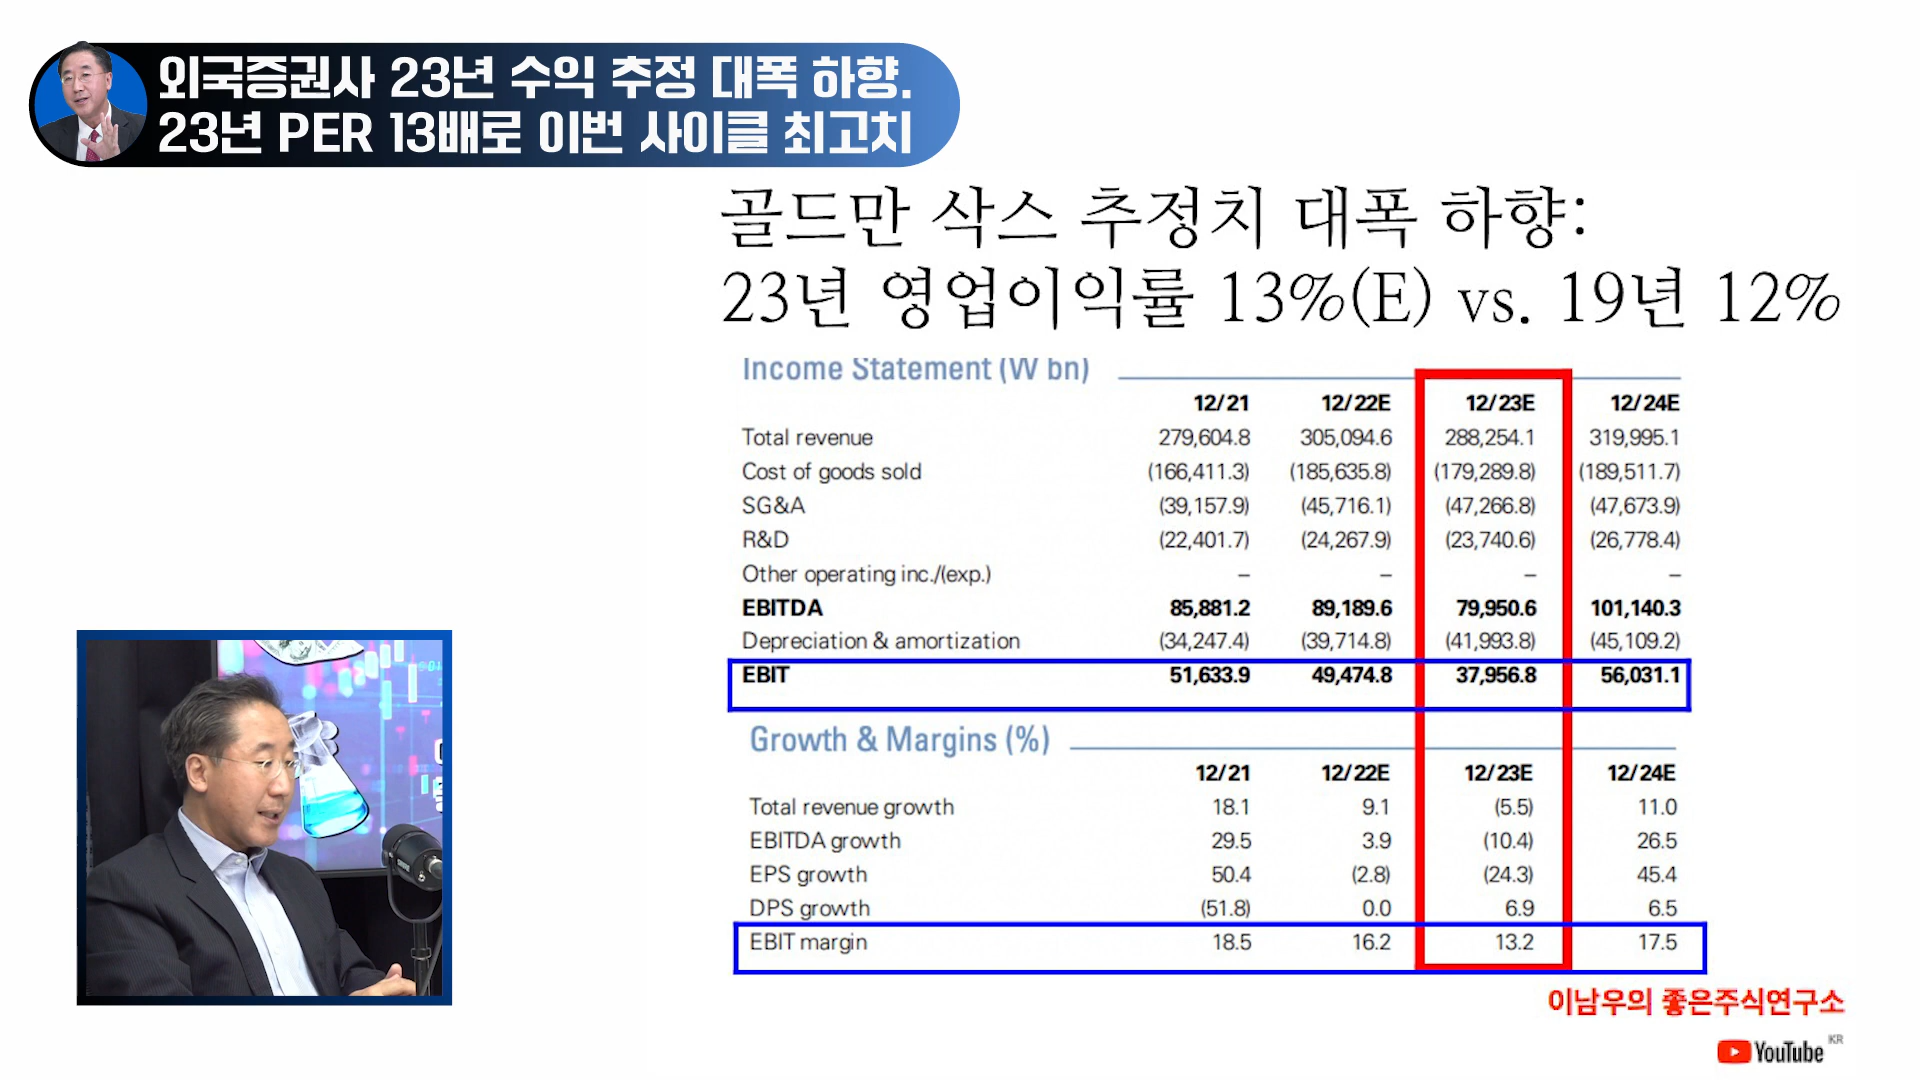 외국증권사 23년 수익 추정 대폭 하향.
23년 PER 13배로 이번 사이클 최고치
골드만 삭스 추정치 대폭 하향:
23년 영업이익률 13%(E) vs. 19년 12%
Income Statement (W bn)
12/21 12/22E 12/23E 12/24E
Total revenue 279,604.8 305,094.6 288,254.1 319,995.1
Cost of goods sold (166,411.3) (185,635.8) (179,289.8) (189,511.7)
SG&A (39,157.9) (45,716.1) (47,266.8) (47,673.9)
R&D (22,401.7) (24,267.9) (23,740.6) (26,778.4)
Other operating inc./(exp.) – – – –
EBITDA 85,881.2 89,189.6 79,950.6 101,140.3
Depreciation & amortization (34,247.4) (39,714.8) (41,993.8) (45,109.2)
EBIT 51,633.9 49,474.8 37,956.8 56,031.1
Growth & Margins (%)
12/21 12/22E 12/23E 12/24E
Total revenue growth 18.1 9.1 (5.5) 11.0
EBITDA growth 29.5 3.9 (10.4) 26.5
EPS growth 50.4 (2.8) (24.3) 45.4
DPS growth (51.8) 0.0 6.9 6.5
EBIT margin 18.5 16.2 13.2 17.5
이남우의 좋은주식연구소
YouTube KR